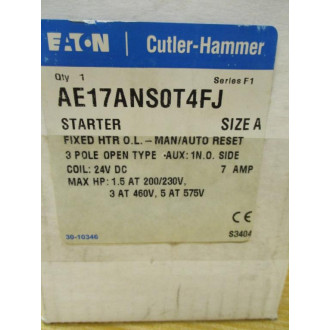 EATON | Cutler-Hammer
Qty 1 Series F1
AE17ANS0T4FJ
STARTER SIZE A
FIXED HTR O.L.-MAN/AUTO RESET
3 POLE OPEN TYPE -AUX: 1N.O. SIDE
COIL: 24V DC 7 AMP
MAX HP: 1.5 AT 200/230V,
3 AT 460V, 5 AT 575V
CE
30-10346 S3404